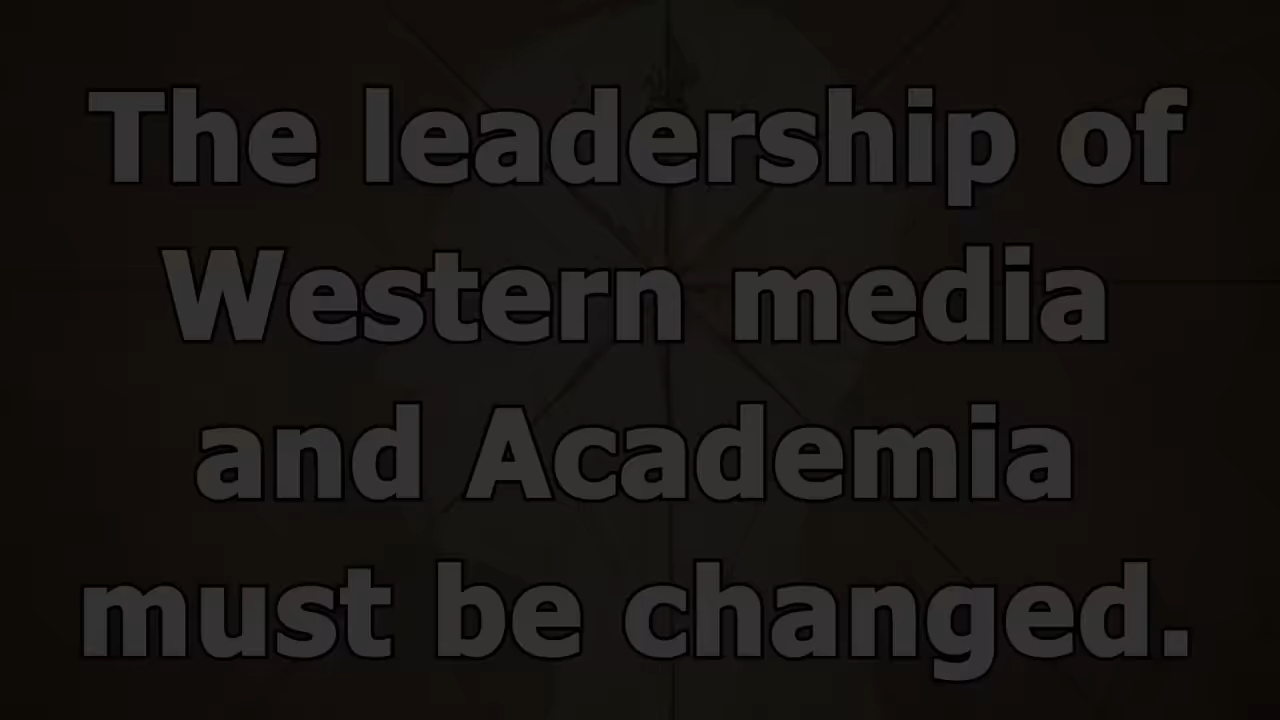 The leadership of
Western media
and Academia
must be changed.